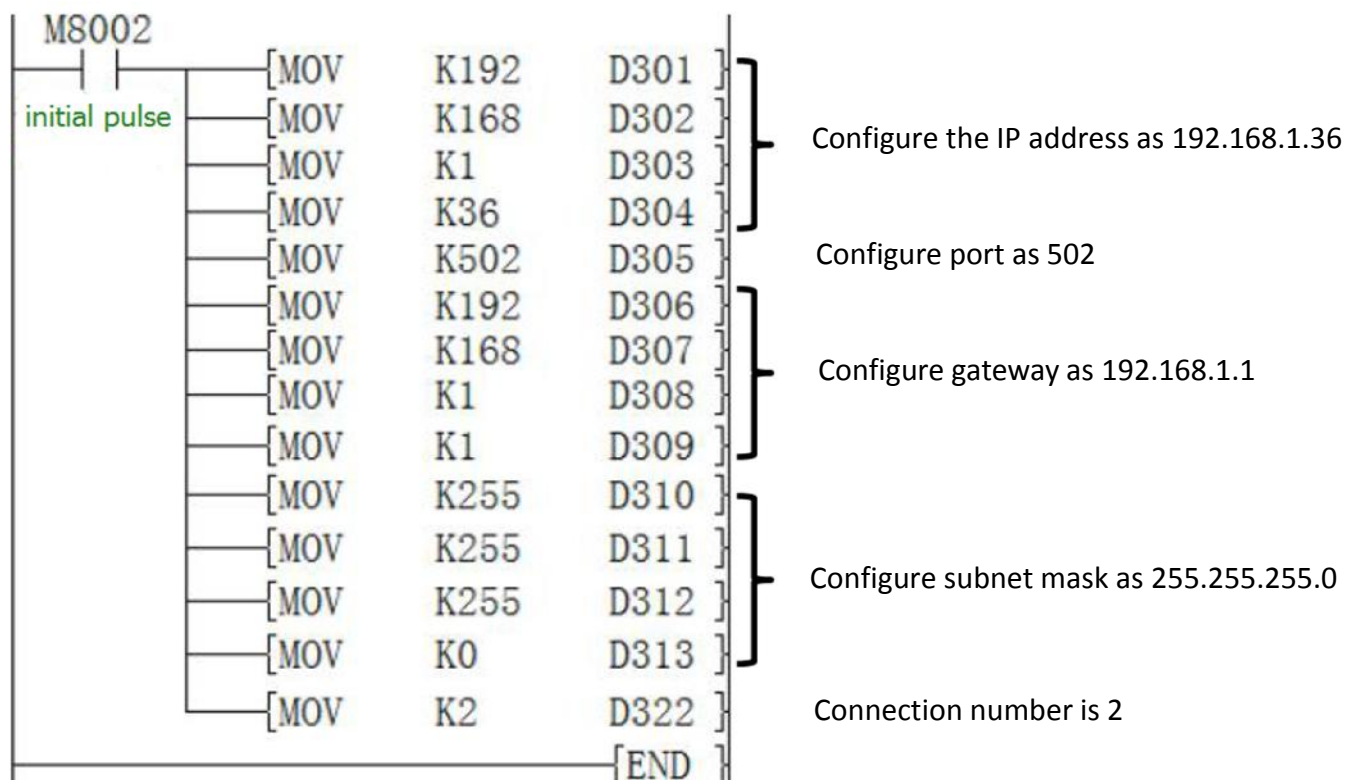 M8002
initial pulse
[MOV K192 D301 ]
[MOV K168 D302 ]
[MOV K1 D303 ]
[MOV K36 D304 ]
Configure the IP address as 192.168.1.36
[MOV K502 D305 ]
Configure port as 502
[MOV K192 D306 ]
[MOV K168 D307 ]
[MOV K1 D308 ]
[MOV K1 D309 ]
Configure gateway as 192.168.1.1
[MOV K255 D310 ]
[MOV K255 D311 ]
[MOV K255 D312 ]
[MOV K0 D313 ]
Configure subnet mask as 255.255.255.0
[MOV K2 D322 ]
Connection number is 2
[END ]